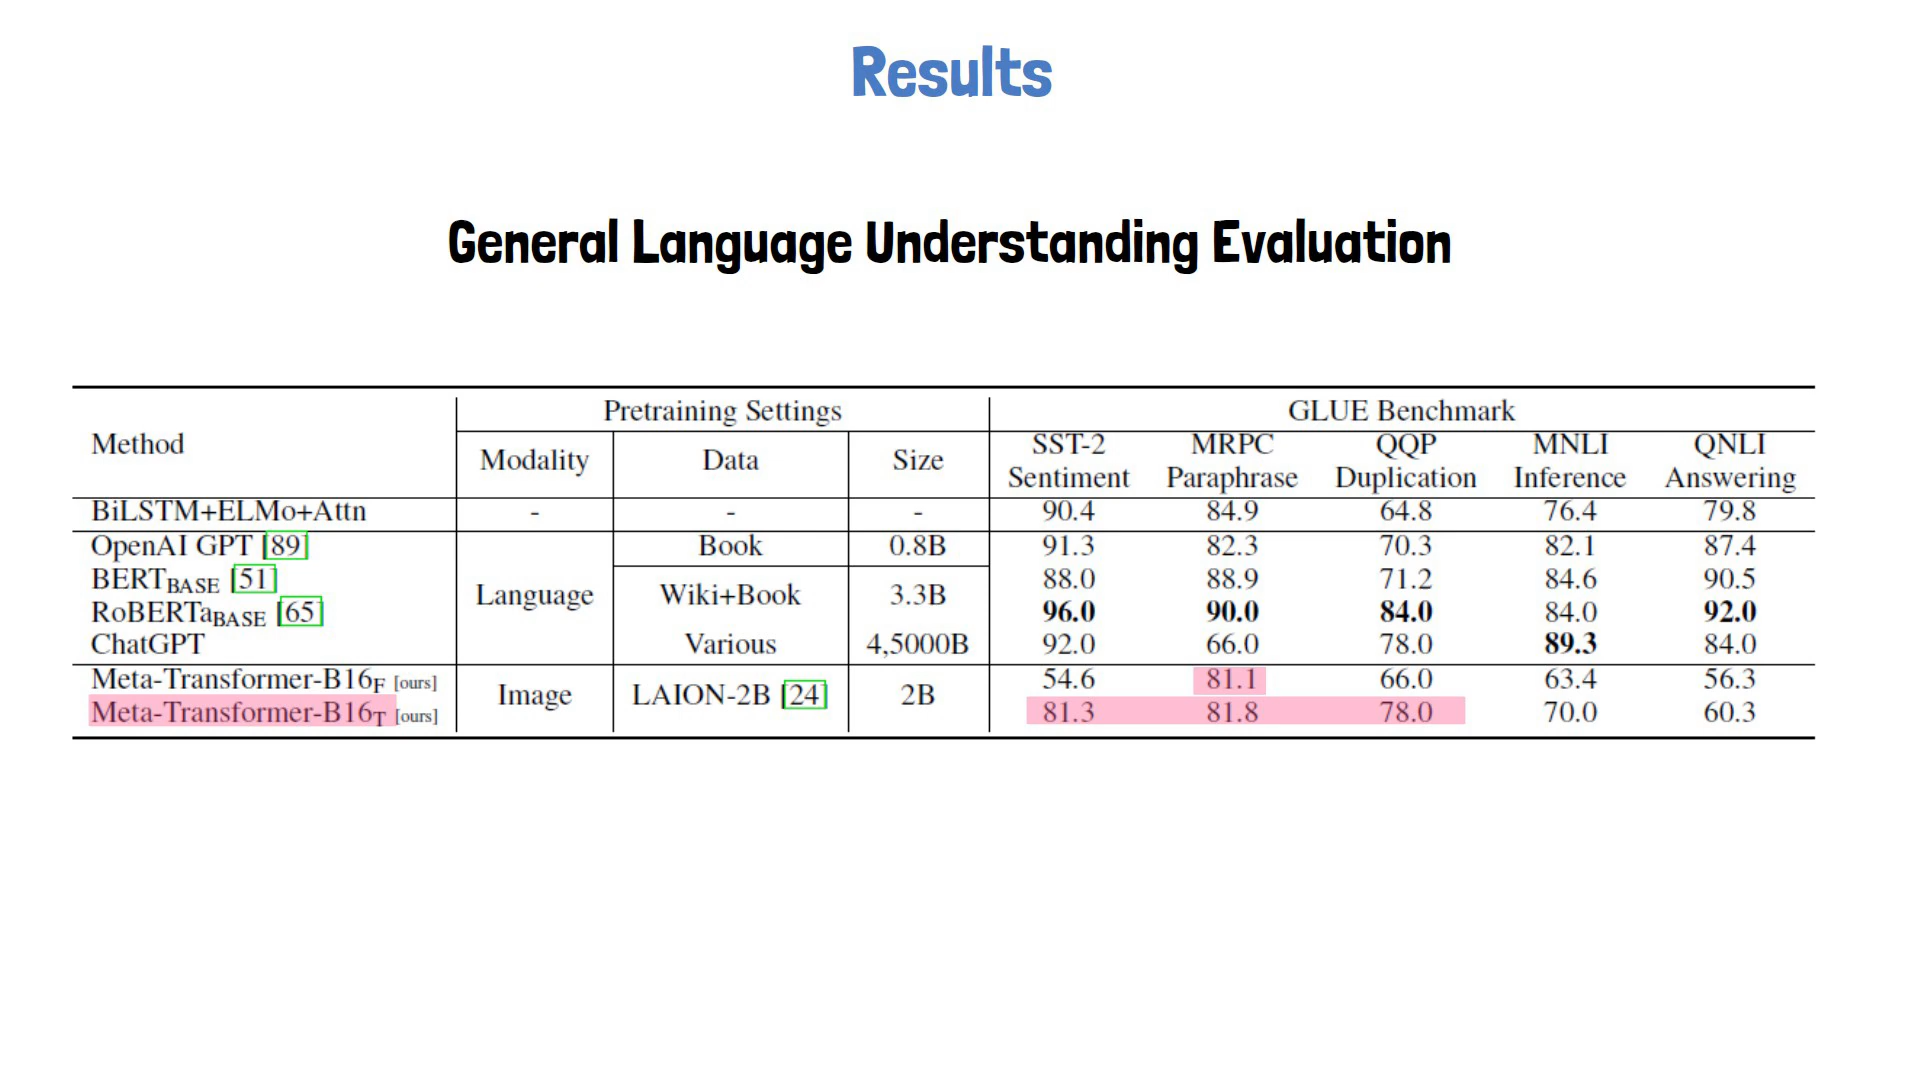 Results
General Language Understanding Evaluation
Method Pretraining Settings GLUE Benchmark
Modality Data Size SST-2 MRPC QQP MNLI QNLI
Sentiment Paraphrase Duplication Inference Answering
BiLSTM+ELMo+Attn - - - 90.4 84.9 64.8 76.4 79.8
OpenAI GPT [89] Language Book 0.8B 91.3 82.3 70.3 82.1 87.4
BERTBASE [51] Wiki+Book 3.3B 88.0 88.9 71.2 84.6 90.5
RoBERTaBASE [65] 96.0 90.0 84.0 84.0 92.0
ChatGPT Various 4,5000B 92.0 66.0 78.0 89.3 84.0
Meta-Transformer-B16F [ours] Image LAION-2B [24] 2B 54.6 81.1 66.0 63.4 56.3
Meta-Transformer-B16T [ours] 81.3 81.8 78.0 70.0 60.3